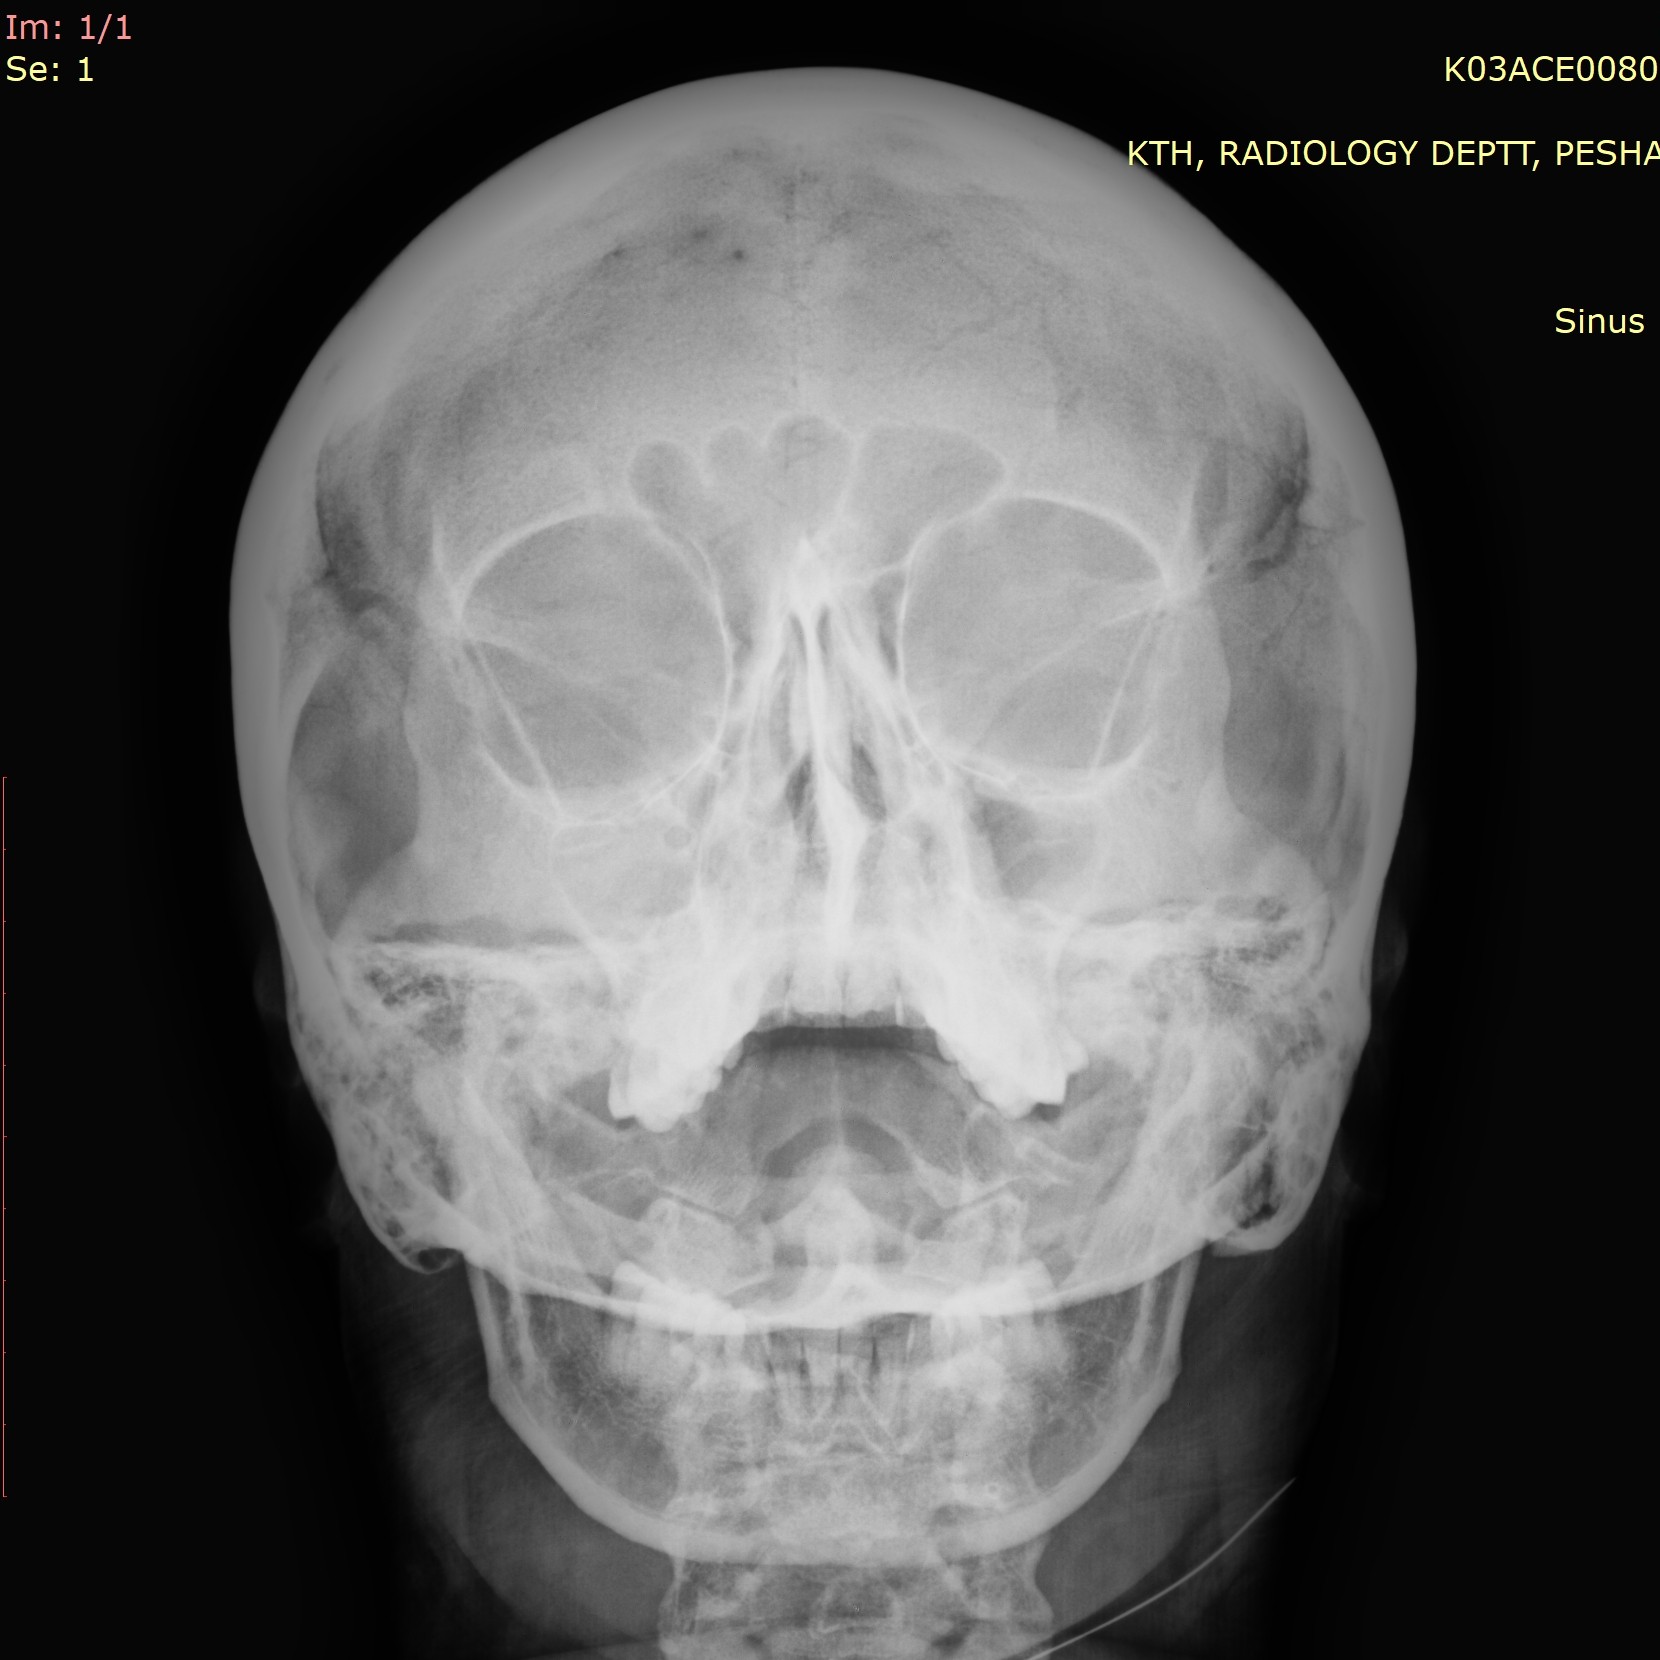 Im: 1/1
Se: 1
K03ACE0080
KTH, RADIOLOGY DEPTT, PESHA
Sinus